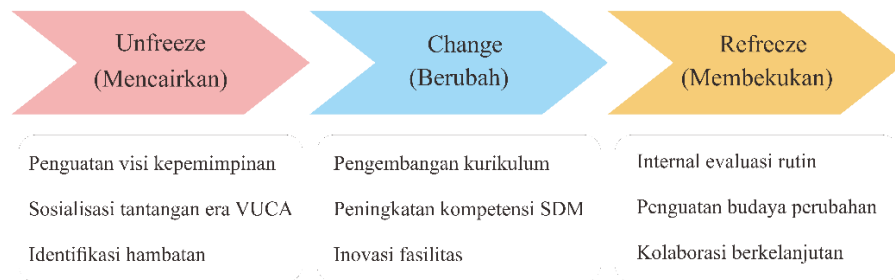 Unfreeze
(Mencairkan)
Change
(Berubah)
Refreeze
(Membekukan)
Penguatan visi kepemimpinan
Sosialisasi tantangan era VUCA
Identifikasi hambatan
Pengembangan kurikulum
Peningkatan kompetensi SDM
Inovasi fasilitas
Internal evaluasi rutin
Penguatan budaya perubahan
Kolaborasi berkelanjutan